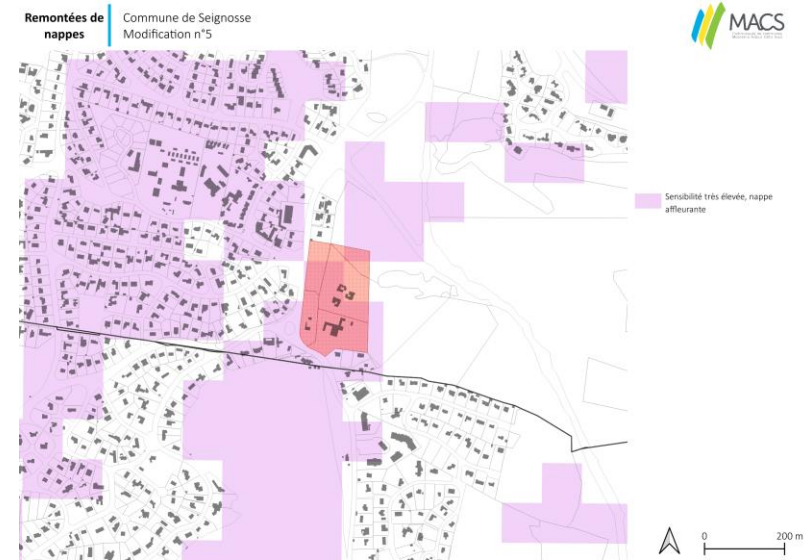 Remontées de
nappes
Commune de Seignosse
Modification n°5
MACS
Sensibilité très élevée, nappe
affleurante
0
200 m